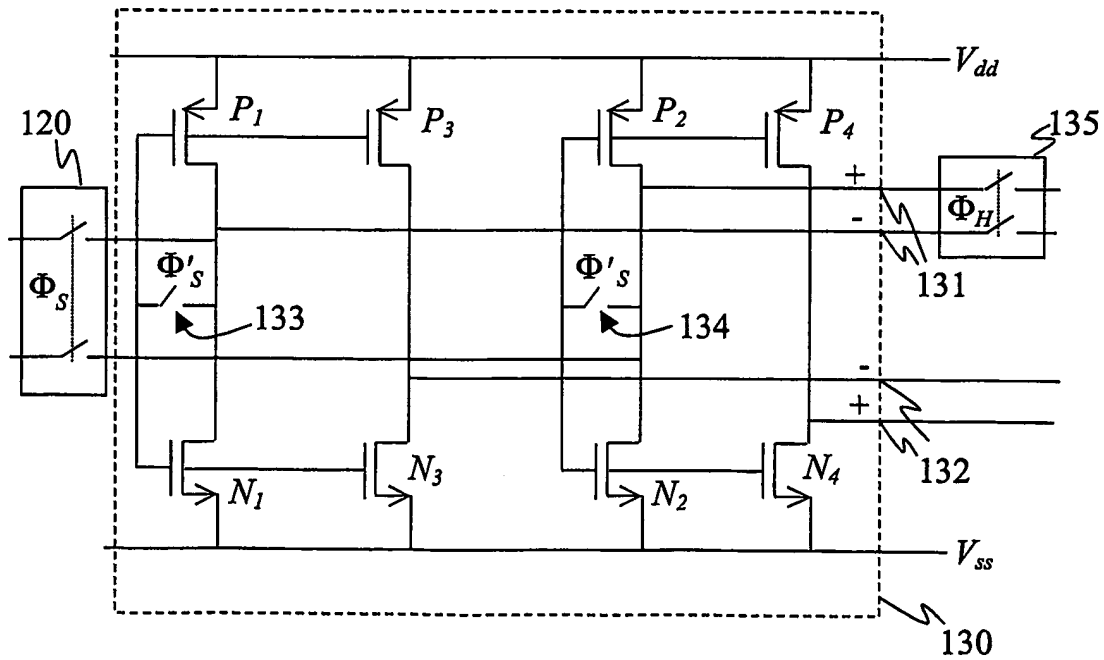 V_dd
120
P_1
P_3
P_2
P_4
135
+
-
Φ_H
Φ_S
Φ'_S
Φ'_S
133
134
131
-
+
N_1
N_3
N_2
N_4
132
V_ss
130